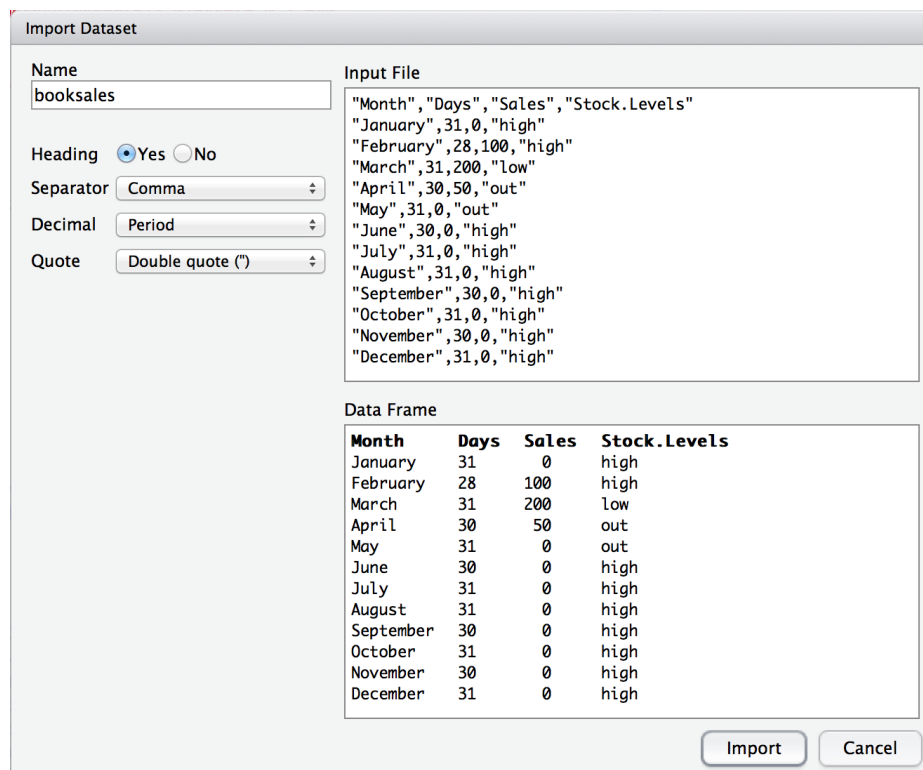 Import Dataset
Name
booksales
Heading Yes No
Separator Comma
Decimal Period
Quote Double quote (")
Input File
"Month","Days","Sales","Stock.Levels"
"January",31,0,"high"
"February",28,100,"high"
"March",31,200,"low"
"April",30,50,"out"
"May",31,0,"out"
"June",30,0,"high"
"July",31,0,"high"
"August",31,0,"high"
"September",30,0,"high"
"October",31,0,"high"
"November",30,0,"high"
"December",31,0,"high"
Data Frame
Month Days Sales Stock.Levels
January 31 0 high
February 28 100 high
March 31 200 low
April 30 50 out
May 31 0 out
June 30 0 high
July 31 0 high
August 31 0 high
September 30 0 high
October 31 0 high
November 30 0 high
December 31 0 high
Import Cancel